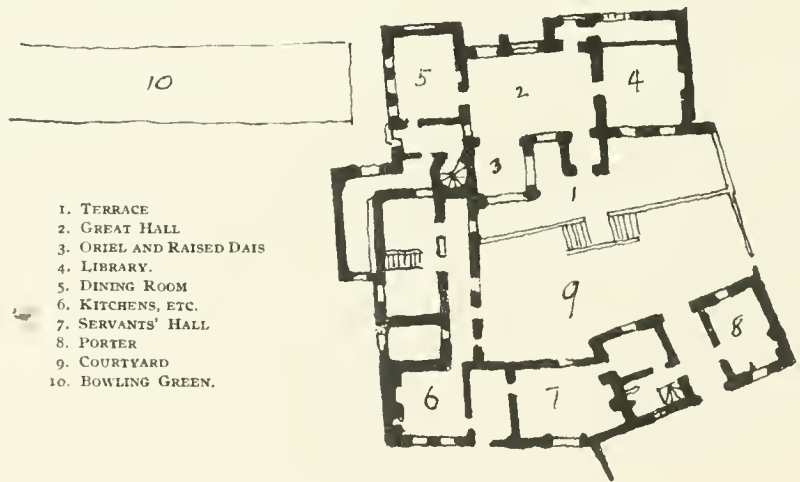 10
5
2
4
3
1
9
8
6
7
1. TERRACE
2. GREAT HALL
3. ORIEL AND RAISED DAIS
4. LIBRARY.
5. DINING ROOM
6. KITCHENS, ETC.
7. SERVANTS' HALL
8. PORTER
9. COURTYARD
10. BOWLING GREEN.